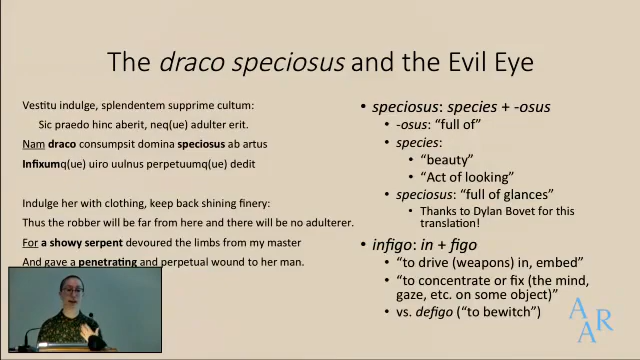 The draco speciosus and the Evil Eye
Vestitu indulge, splendentem supprime cultum:
Sic praedo hinc aberit, neq(ue) adulter erit.
Nam draco consumpsit domina speciosus ab artus
Infixumq(ue) uiro uulnus perpetuumq(ue) dedit
Indulge her with clothing, keep back shining finery:
Thus the robber will be far from here and there will be no adulterer.
For a showy serpent devoured the limbs from my master
And gave a penetrating and perpetual wound to her man.
• speciosus: species + -osus
• -osus: “full of”
• species:
• “beauty”
• “Act of looking”
• speciosus: “full of glances”
• Thanks to Dylan Bovet for this
translation!
• infigo: in + figo
• “to drive (weapons) in, embed”
• “to concentrate or fix (the mind,
gaze, etc. on some object)”
• vs. defigo (“to bewitch”)
A
A R